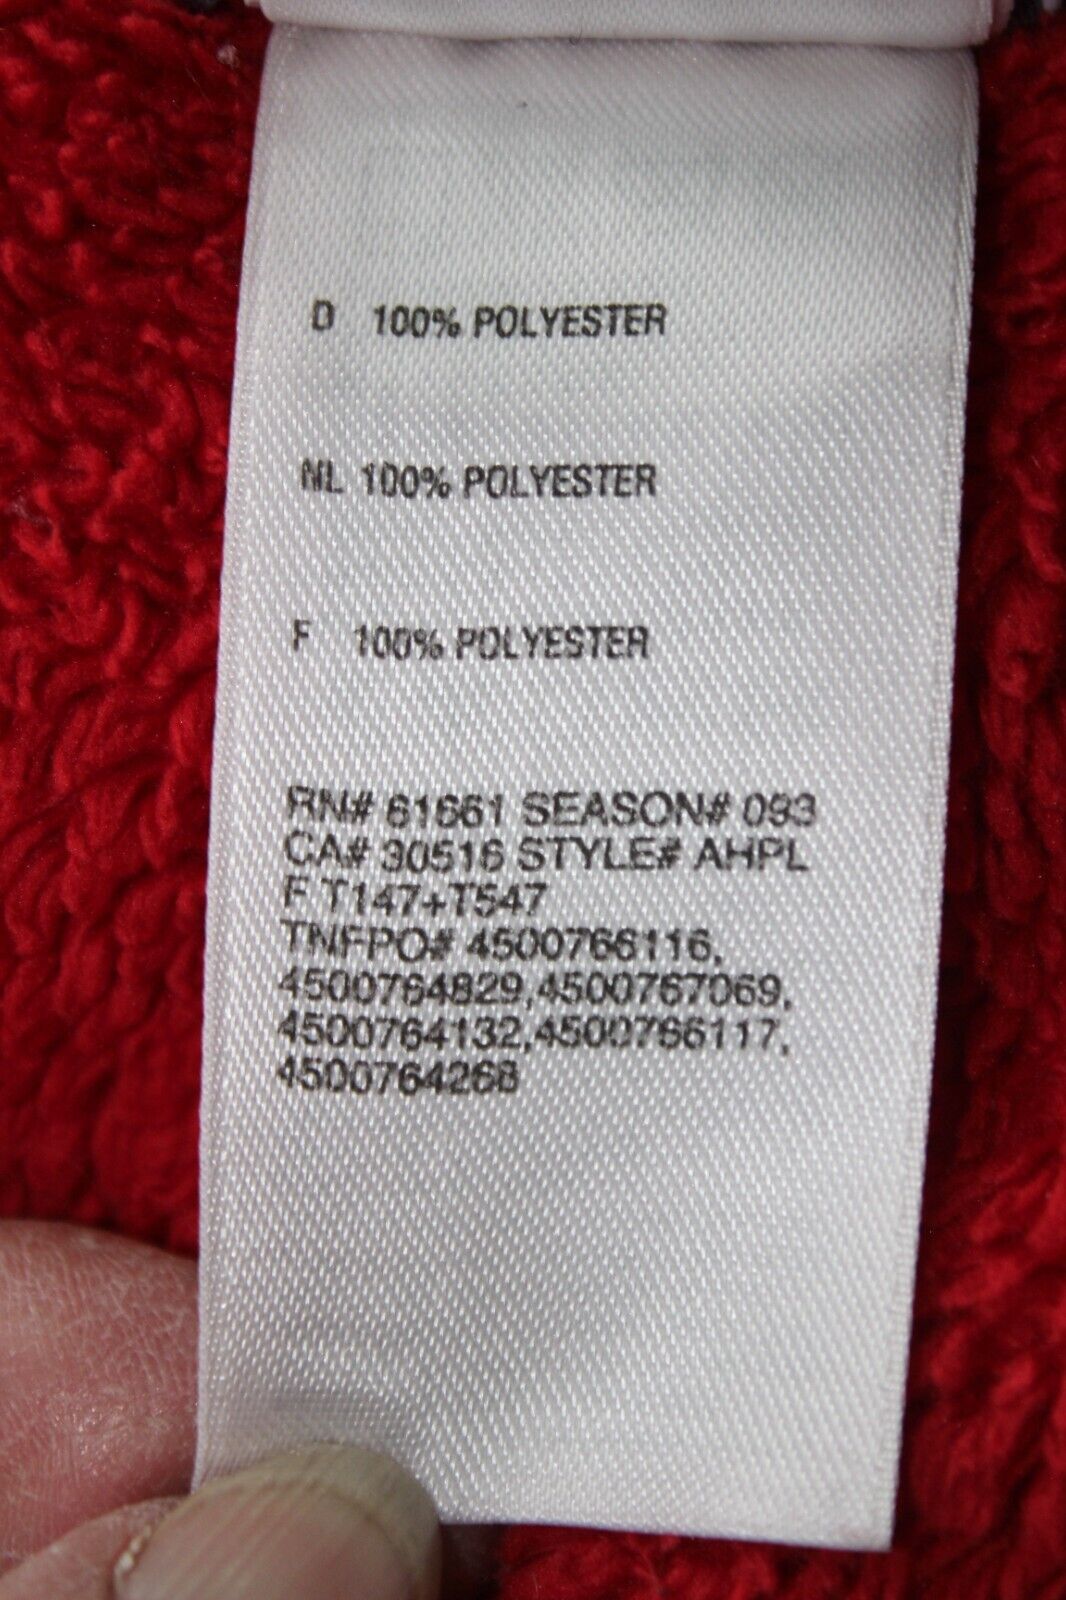 D 100% POLYESTER
NL 100% POLYESTER
F 100% POLYESTER
RN# 61661 SEASON# 093
CA# 30516 STYLE# AHPL
F T147+T547
TNFPO# 4500766116,
4500764829,4500767069,
4500764132,4500766117,
4500764268